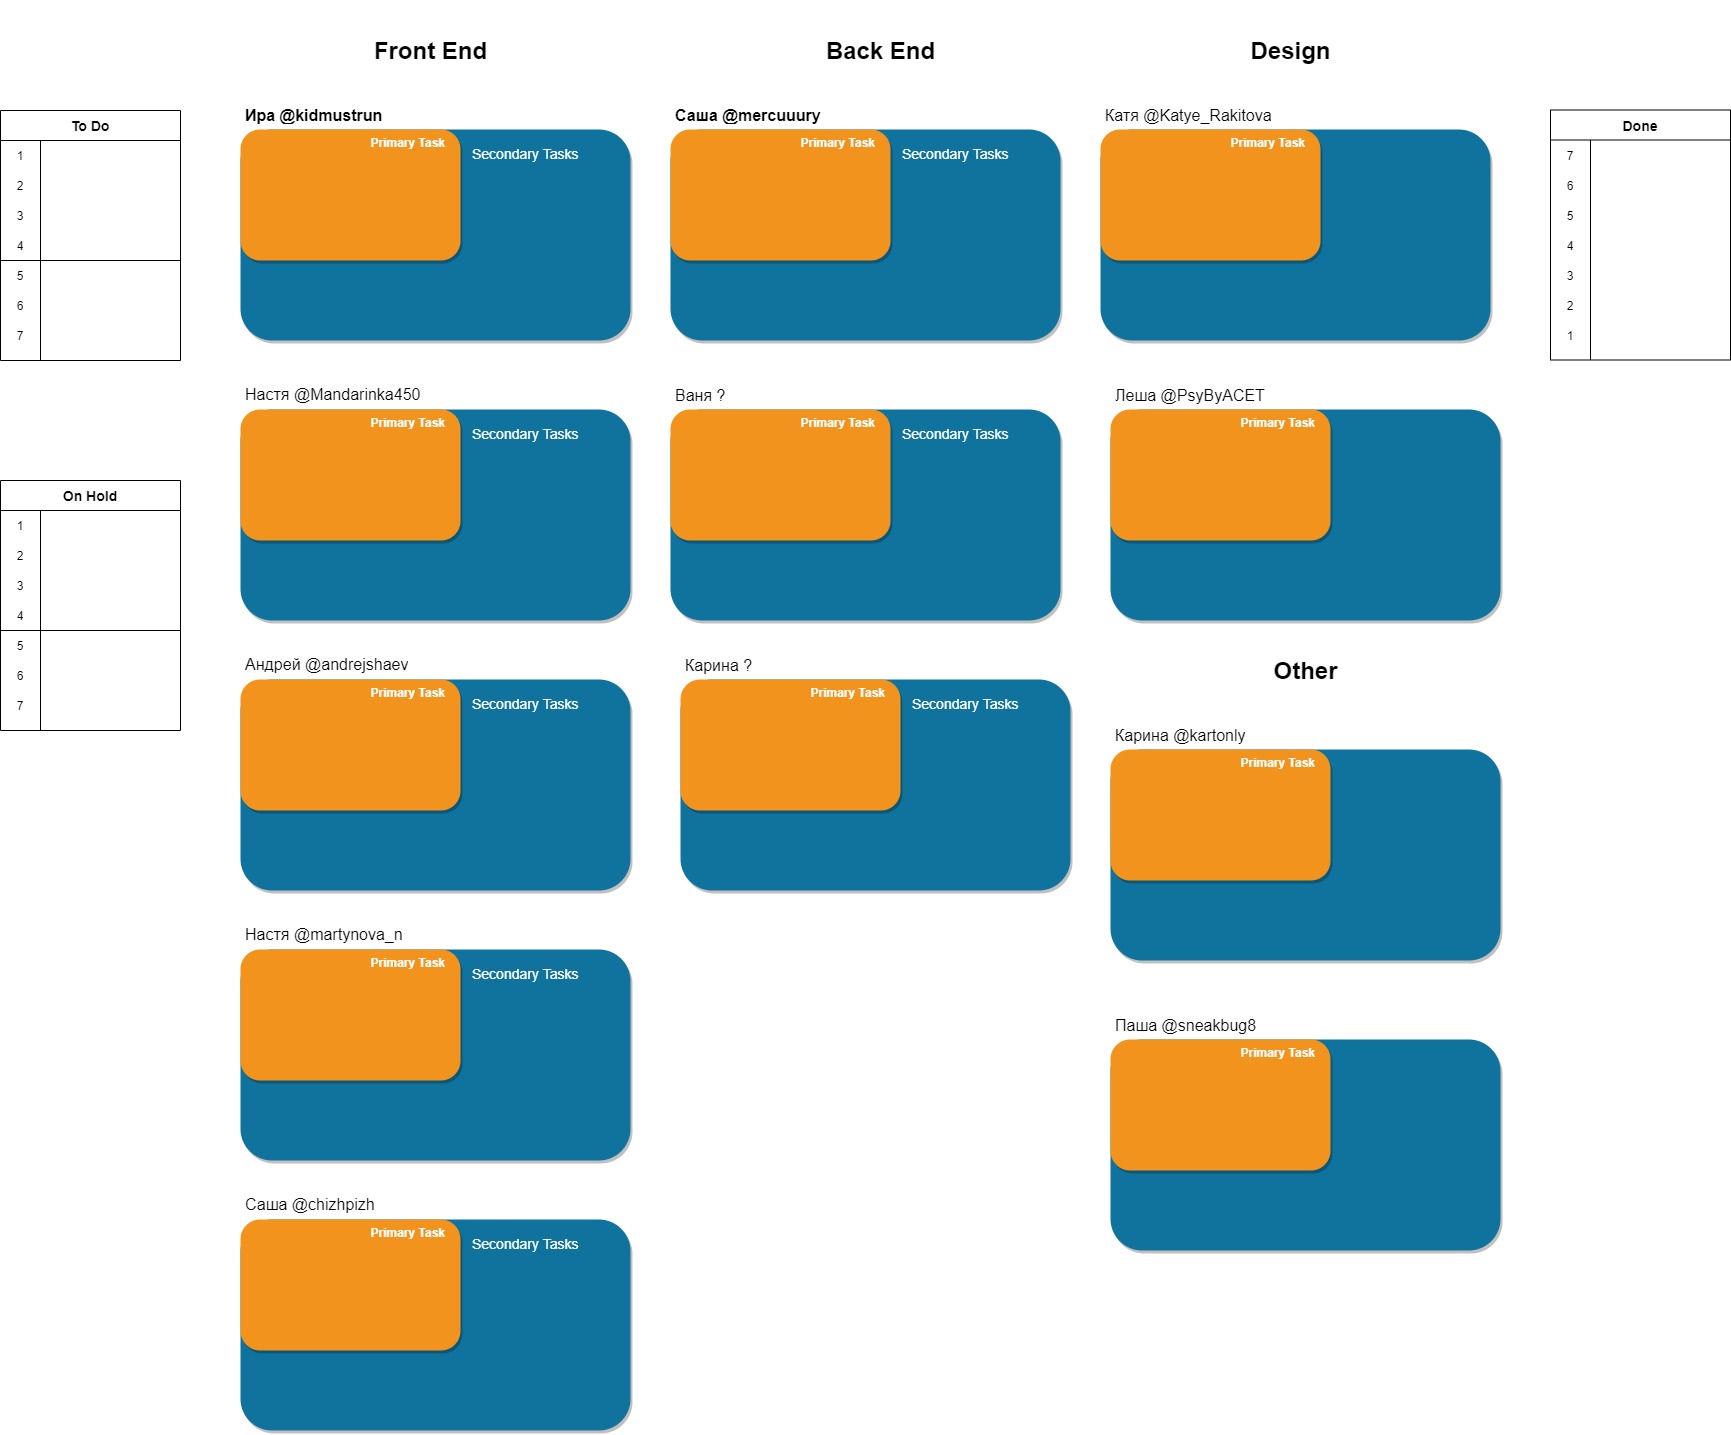 Front End
Back End
Design
To Do
1
2
3
4
5
6
7
On Hold
1
2
3
4
5
6
7
Ира @kidmustrun
Primary Task
Secondary Tasks
Настя @Mandarinka450
Primary Task
Secondary Tasks
Андрей @andrejshaev
Primary Task
Secondary Tasks
Настя @martynova_n
Primary Task
Secondary Tasks
Саша @chizhpizh
Primary Task
Secondary Tasks
Саша @mercuuury
Primary Task
Secondary Tasks
Ваня ?
Primary Task
Secondary Tasks
Карина ?
Primary Task
Secondary Tasks
Катя @Katye_Rakitova
Primary Task
Леша @PsyByACET
Primary Task
Other
Карина @kartonly
Primary Task
Паша @sneakbug8
Primary Task
Done
7
6
5
4
3
2
1